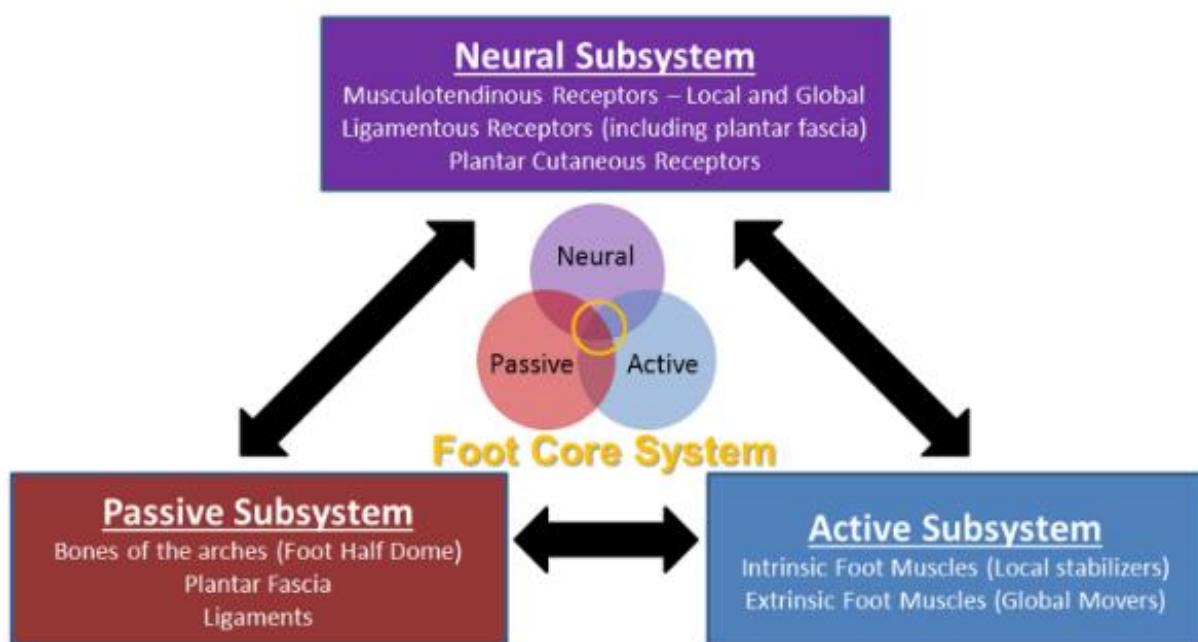 Neural Subsystem
Musculotendinous Receptors – Local and Global
Ligamentous Receptors (including plantar fascia)
Plantar Cutaneous Receptors
Neural
Passive
Active
Foot Core System
Passive Subsystem
Bones of the arches (Foot Half Dome)
Plantar Fascia
Ligaments
Active Subsystem
Intrinsic Foot Muscles (Local stabilizers)
Extrinsic Foot Muscles (Global Movers)